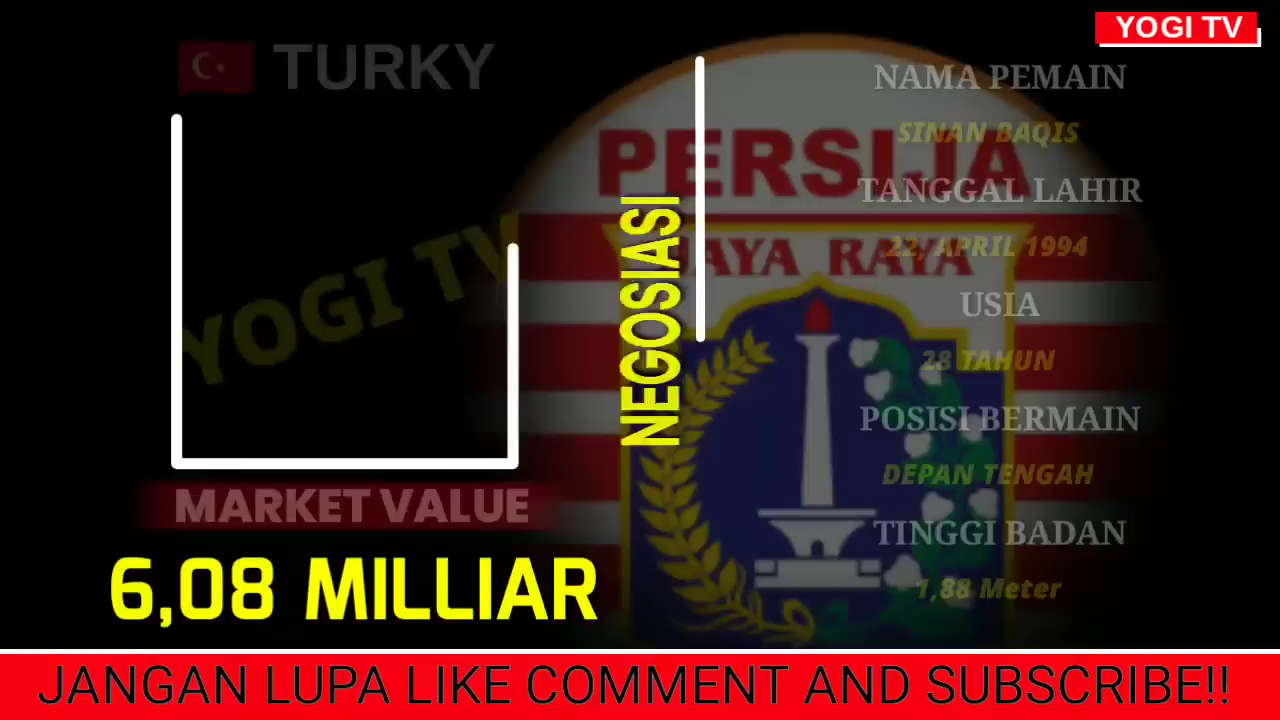 YOGI TV
TURKY
NAMA PEMAIN
SINAN BAQIS
TANGGAL LAHIR
22, APRIL 1994
USIA
28 TAHUN
POSISI BERMAIN
DEPAN TENGAH
TINGGI BADAN
1,88 Meter
PERSIJA
JAYA RAYA
NEGOSIASI
YOGI TV
MARKET VALUE
6,08 MILLIAR
JANGAN LUPA LIKE COMMENT AND SUBSCRIBE!!